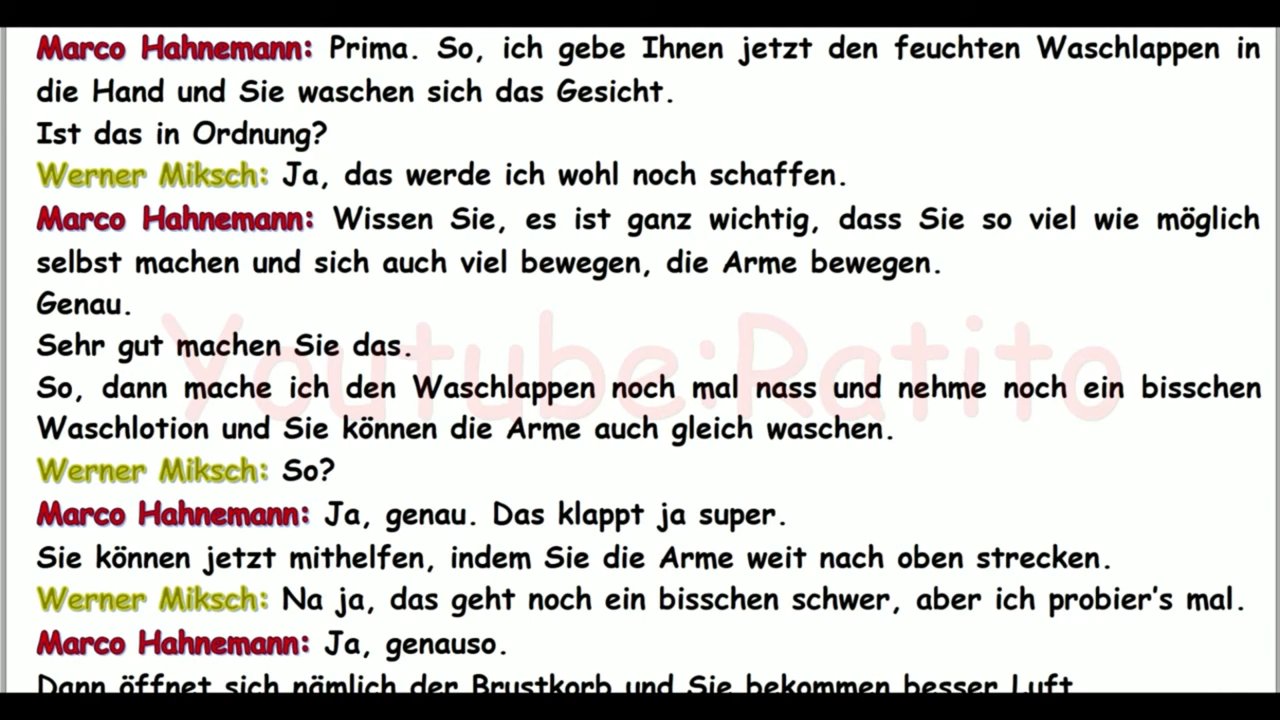 Marco Hahnemann: Prima. So, ich gebe Ihnen jetzt den feuchten Waschlappen in
die Hand und Sie waschen sich das Gesicht.
Ist das in Ordnung?
Werner Miksch: Ja, das werde ich wohl noch schaffen.
Marco Hahnemann: Wissen Sie, es ist ganz wichtig, dass Sie so viel wie möglich
selbst machen und sich auch viel bewegen, die Arme bewegen.
Genau.
Sehr gut machen Sie das.
Youtube:Ratito
So, dann mache ich den Waschlappen noch mal nass und nehme noch ein bisschen
Waschlotion und Sie können die Arme auch gleich waschen.
Werner Miksch: So?
Marco Hahnemann: Ja, genau. Das klappt ja super.
Sie können jetzt mithelfen, indem Sie die Arme weit nach oben strecken.
Werner Miksch: Na ja, das geht noch ein bisschen schwer, aber ich probier's mal.
Marco Hahnemann: Ja, genauso.
Dann öffnet sich nämlich der Brustkorb und Sie bekommen besser Luft